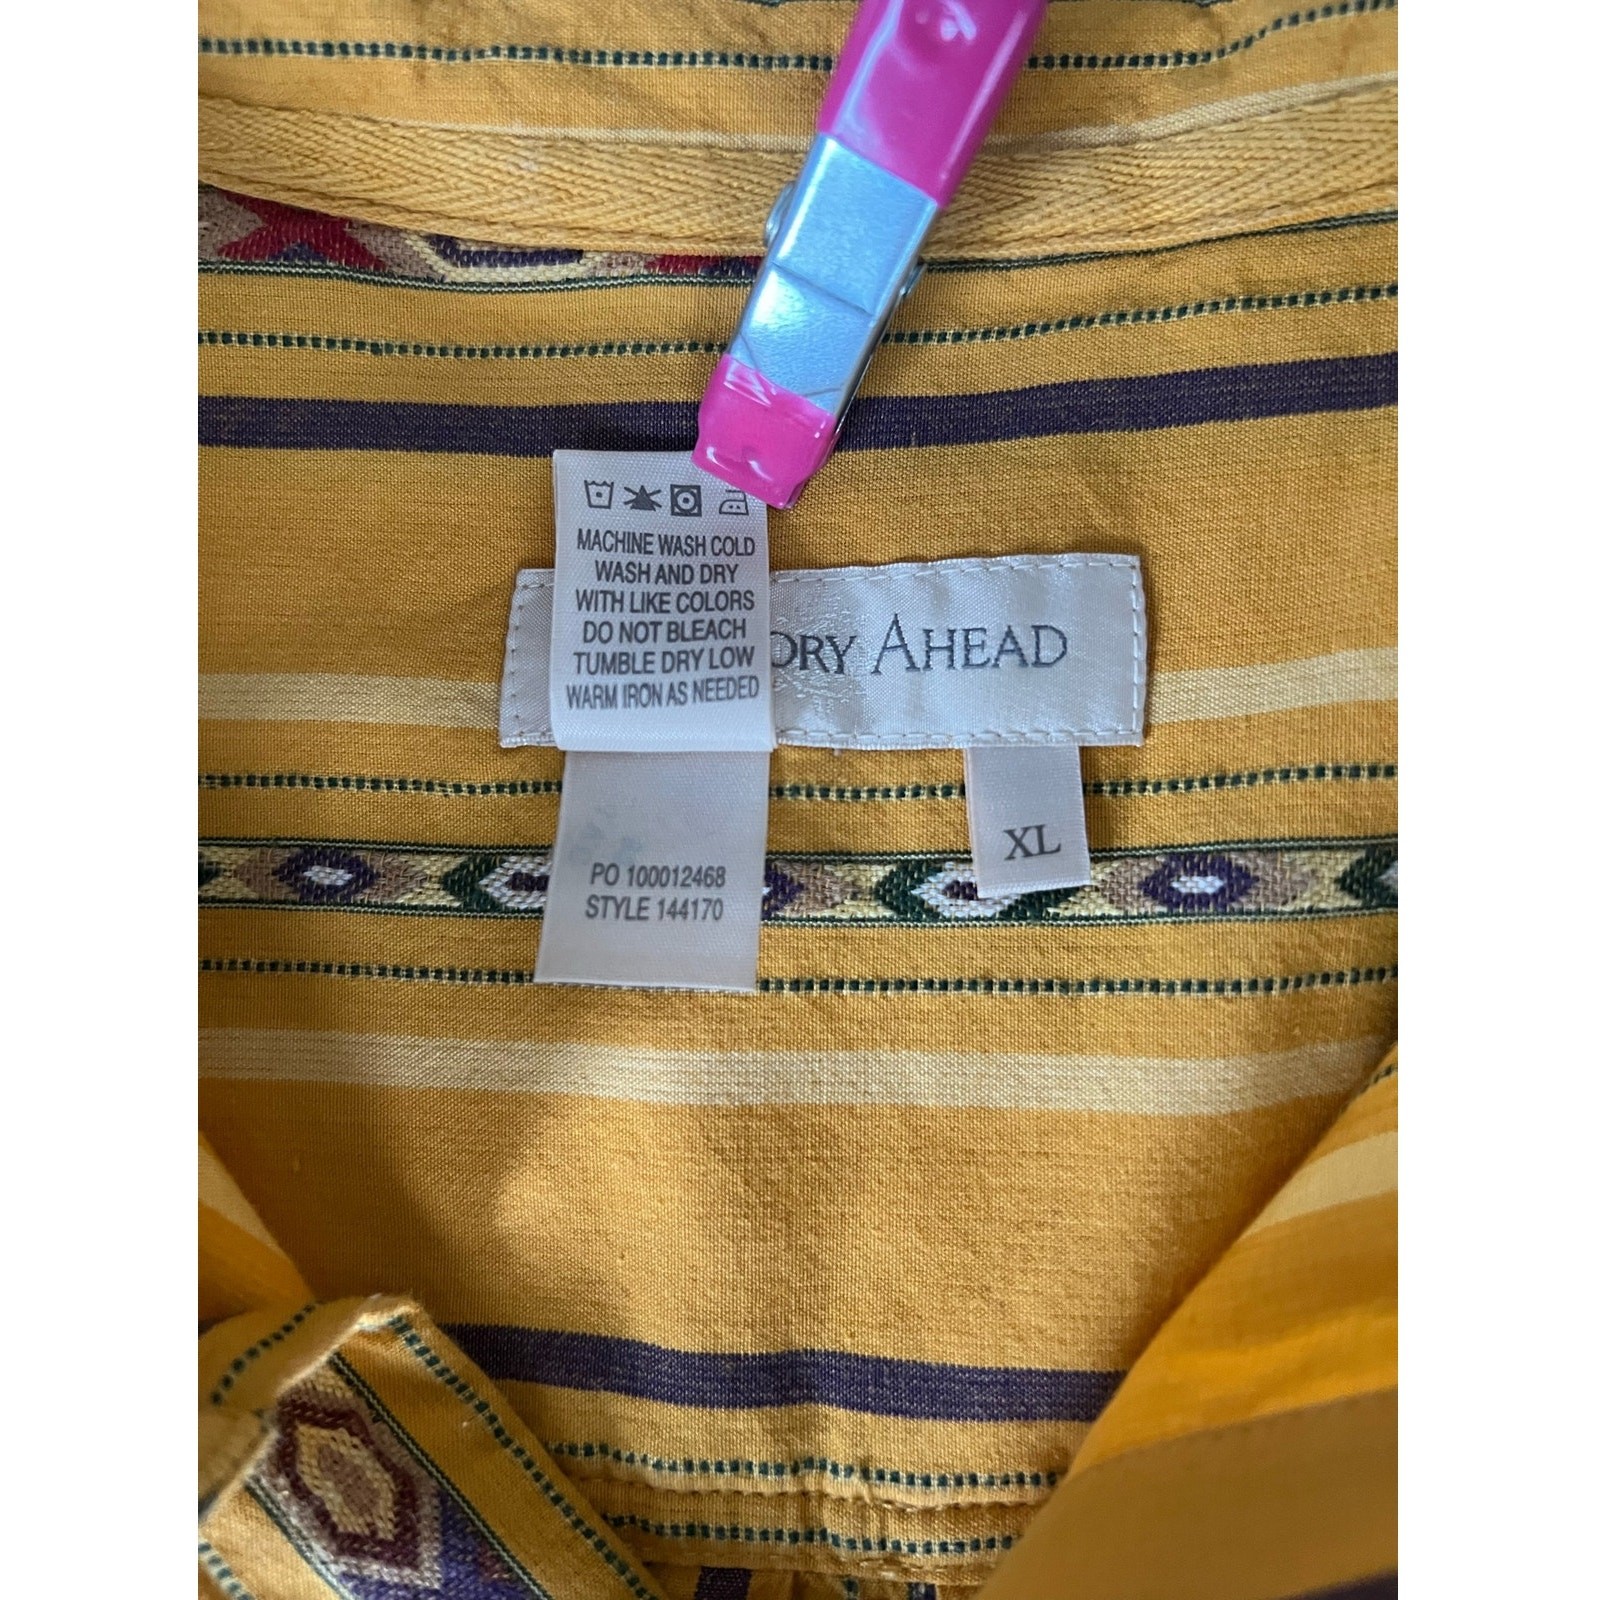 MACHINE WASH COLD
WASH AND DRY
WITH LIKE COLORS
DO NOT BLEACH
TUMBLE DRY LOW
WARM IRON AS NEEDED
AHEAD
XL
PO 100012468
STYLE 144170